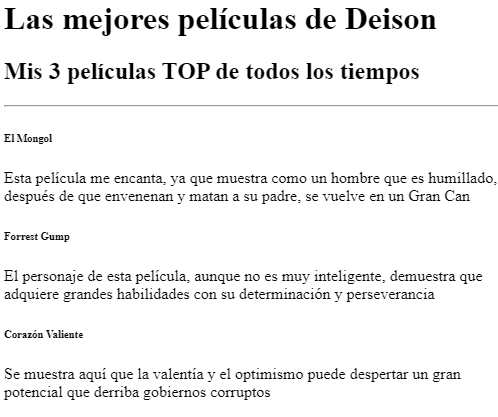 Las mejores películas de Deison
Mis 3 películas TOP de todos los tiempos
El Mongol
Esta película me encanta, ya que muestra como un hombre que es humillado,
después de que envenenan y matan a su padre, se vuelve en un Gran Can
Forrest Gump
El personaje de esta película, aunque no es muy inteligente, demuestra que
adquiere grandes habilidades con su determinación y perseverancia
Corazón Valiente
Se muestra aquí que la valentía y el optimismo puede despertar un gran
potencial que derriba gobiernos corruptos